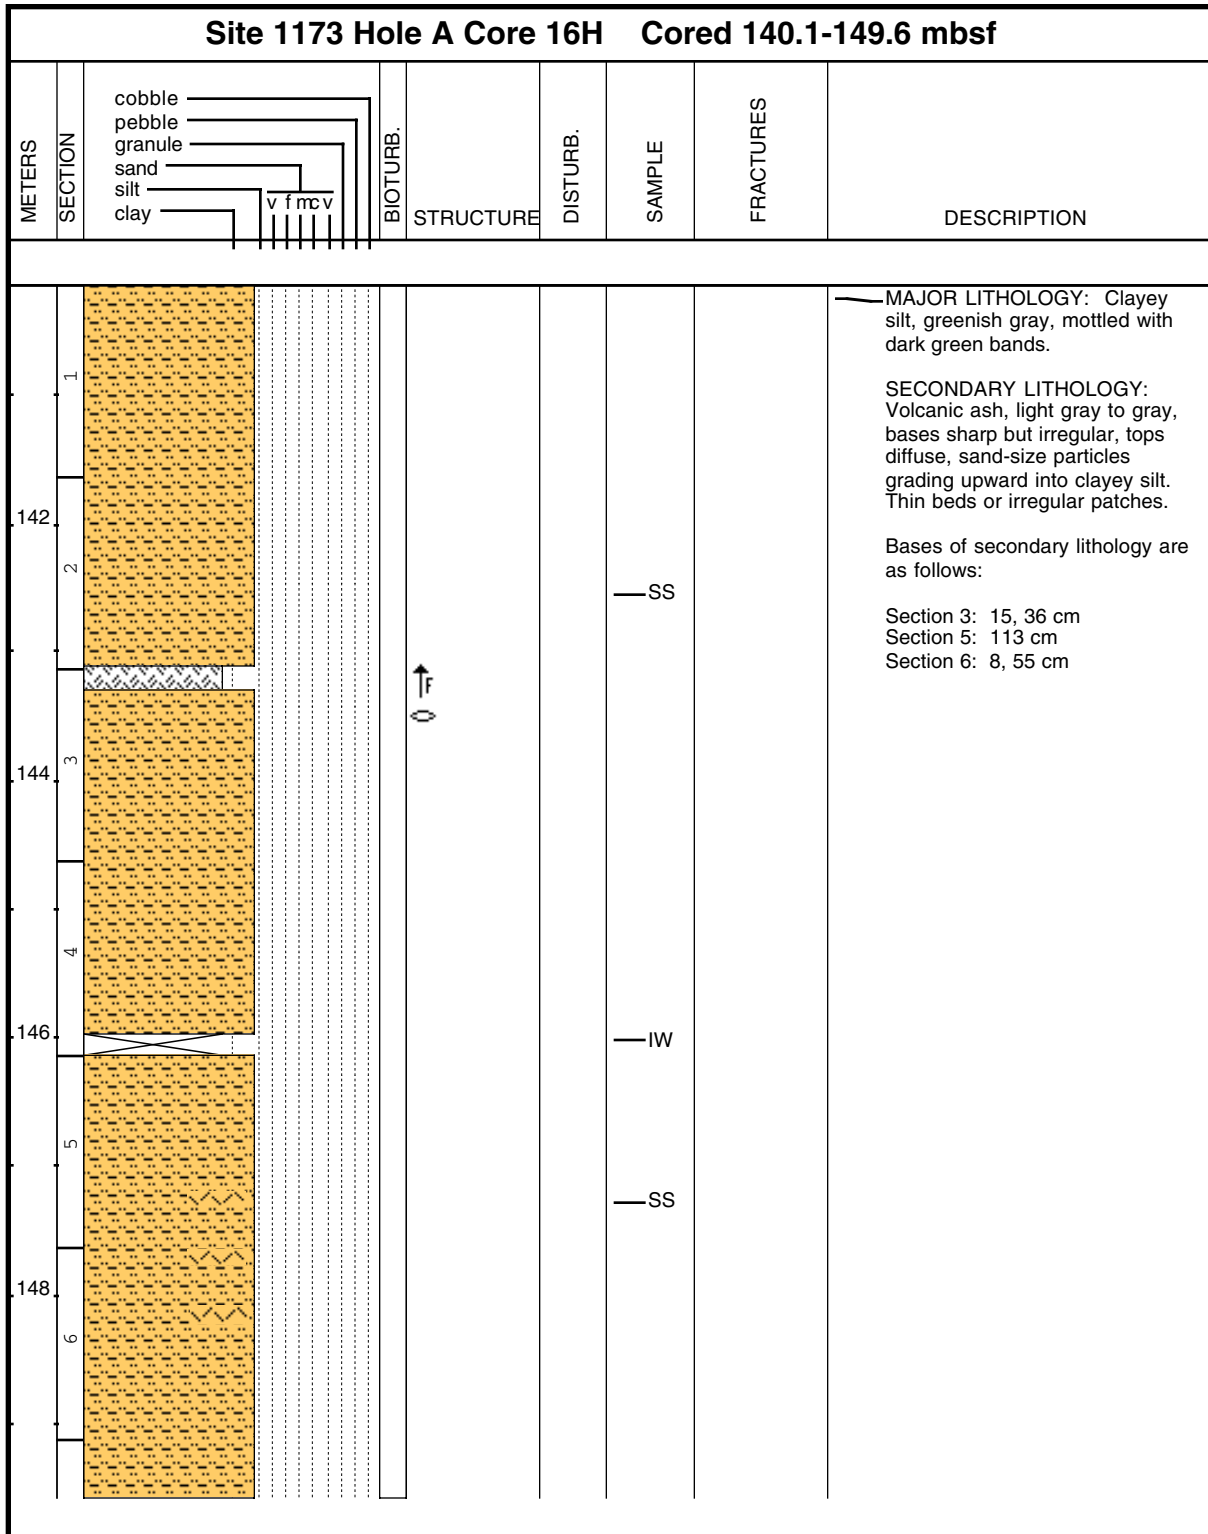 Site 1173 Hole A Core 16H Cored 140.1-149.6 mbsf
METERS
SECTION
cobble
pebble
granule
sand
silt
v f m c v
clay
BIOTURB.
STRUCTURE
DISTURB.
SAMPLE
FRACTURES
DESCRIPTION
MAJOR LITHOLOGY: Clayey
silt, greenish gray, mottled with
dark green bands.
SECONDARY LITHOLOGY:
Volcanic ash, light gray to gray,
bases sharp but irregular, tops
diffuse, sand-size particles
grading upward into clayey silt.
Thin beds or irregular patches.
Bases of secondary lithology are
as follows:
Section 3: 15, 36 cm
Section 5: 113 cm
Section 6: 8, 55 cm
1
142
2
SS
F
3
144
4
146
IW
5
SS
148
6